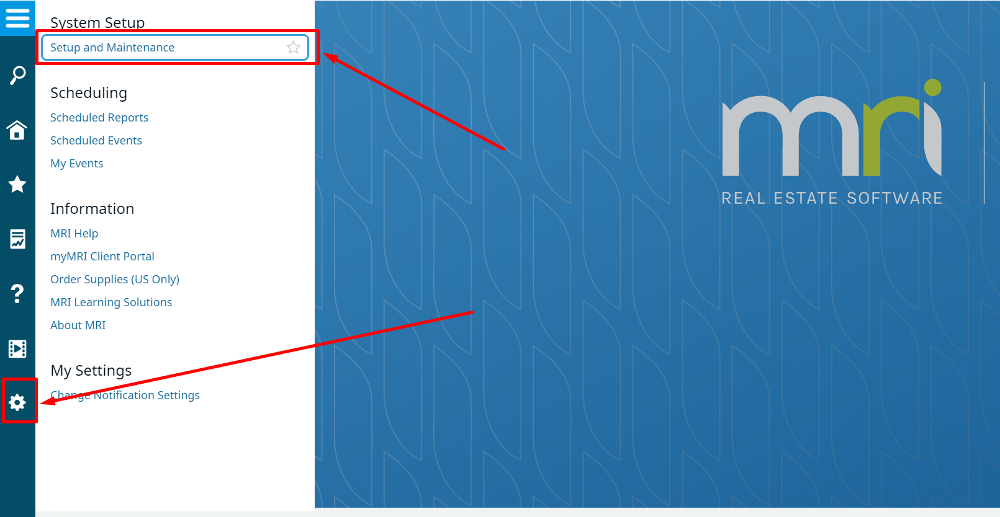 System Setup
Setup and Maintenance
Scheduling
Scheduled Reports
Scheduled Events
My Events
Information
MRI Help
myMRI Client Portal
Order Supplies (US Only)
MRI Learning Solutions
About MRI
My Settings
Change Notification Settings
mri
REAL ESTATE SOFTWARE